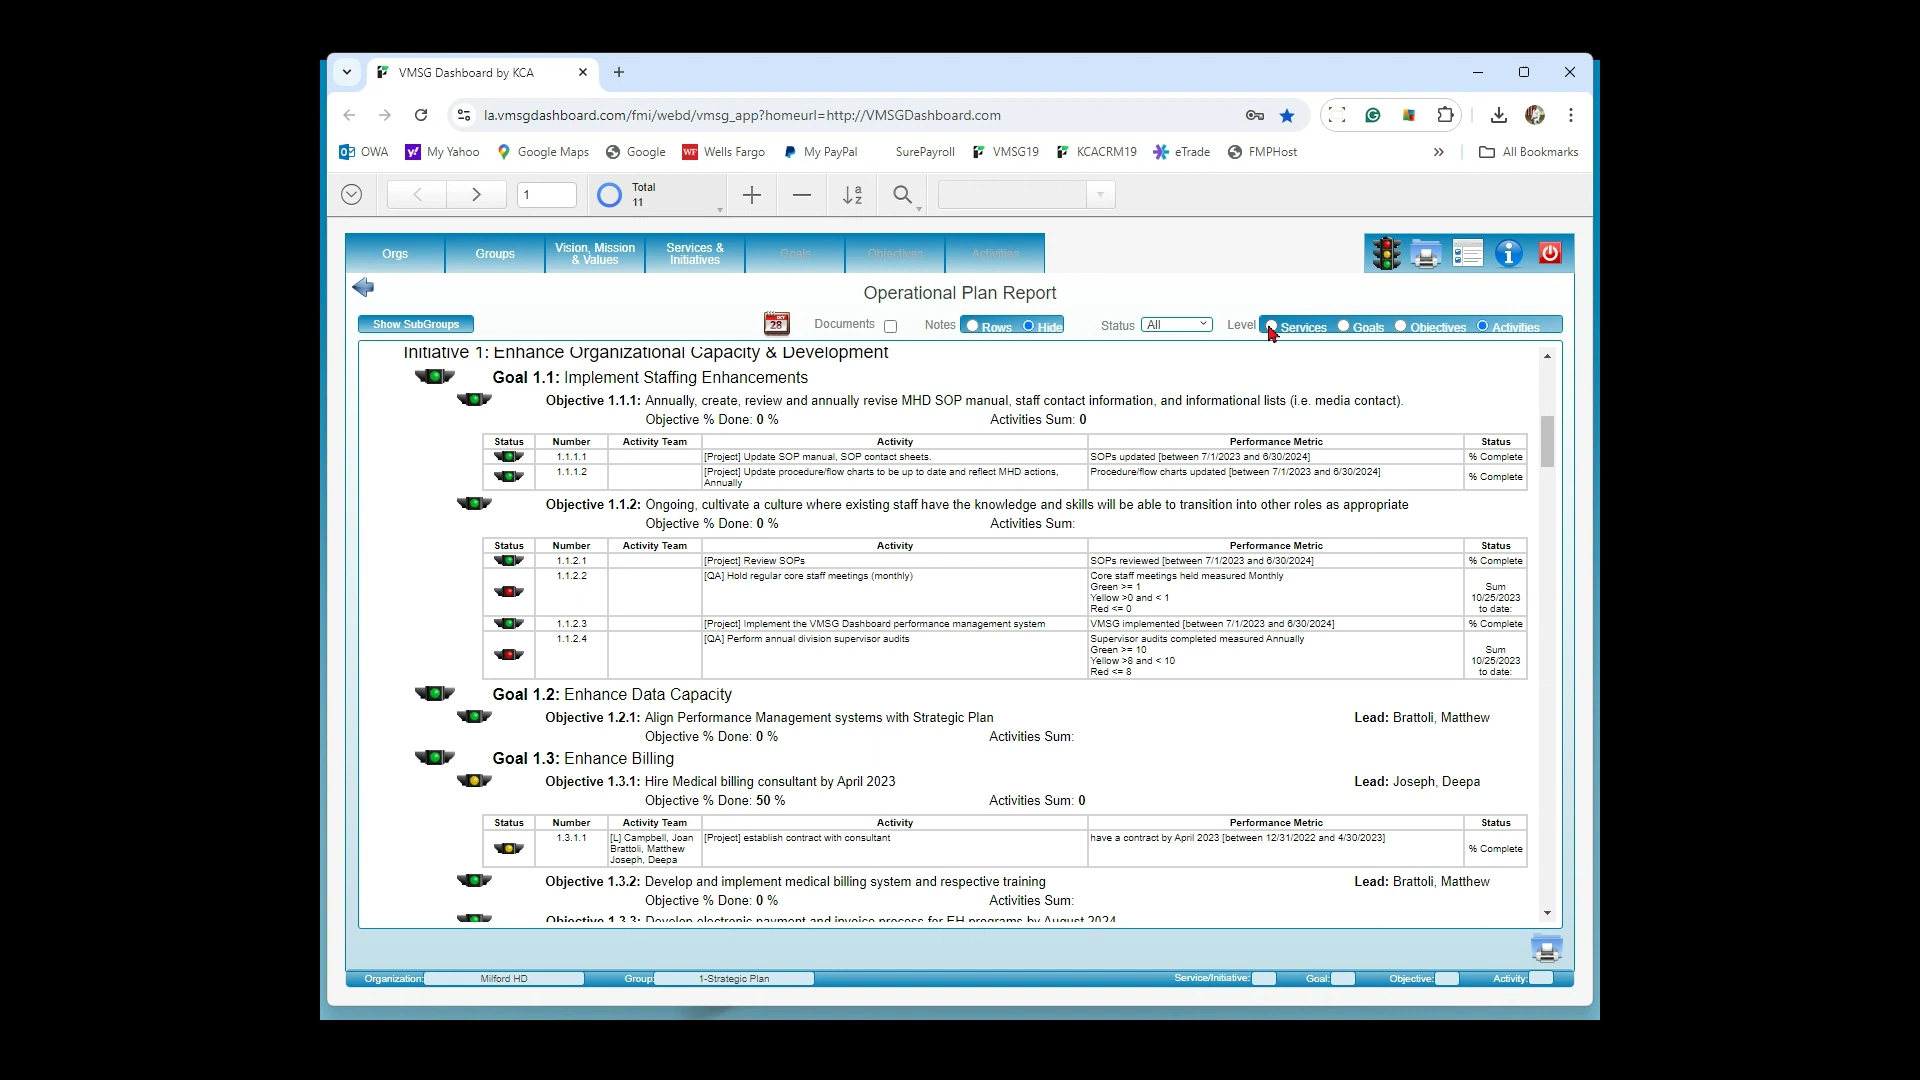 VMSG Dashboard by KCA
la.vmsgdashboard.com/fmi/webd/vmsg_app?homeurl=http://VMSGDashboard.com
OWA My Yahoo Google Maps Google Wells Fargo My PayPal SurePayroll VMSG19 KCACRM19 eTrade FMPHost » All Bookmarks
1 Total
11
Orgs Groups Vision, Mission & Values Services & Initiatives Goals Objectives Activities
Operational Plan Report
Show SubGroups OCT 28 Documents Notes Rows Hide Status All Level Services Goals Objectives Activities
Initiative 1: Enhance Organizational Capacity & Development
Goal 1.1: Implement Staffing Enhancements
Objective 1.1.1: Annually, create, review and annually revise MHD SOP manual, staff contact information, and informational lists (i.e. media contact).
Objective % Done: 0 % Activities Sum: 0
Status Number Activity Team Activity Performance Metric Status
1.1.1.1 [Project] Update SOP manual, SOP contact sheets. SOPs updated [between 7/1/2023 and 6/30/2024] % Complete
1.1.1.2 [Project] Update procedure/flow charts to be up to date and reflect MHD actions, Procedure/flow charts updated [between 7/1/2023 and 6/30/2024] % Complete
Annually
Objective 1.1.2: Ongoing, cultivate a culture where existing staff have the knowledge and skills will be able to transition into other roles as appropriate
Objective % Done: 0 % Activities Sum:
Status Number Activity Team Activity Performance Metric Status
1.1.2.1 [Project] Review SOPs SOPs reviewed [between 7/1/2023 and 6/30/2024] % Complete
1.1.2.2 [QA] Hold regular core staff meetings (monthly) Core staff meetings held measured Monthly
Green >= 1 Sum
Yellow >0 and < 1 10/25/2023
Red <= 0 to date:
1.1.2.3 [Project] Implement the VMSG Dashboard performance management system VMSG implemented [between 7/1/2023 and 6/30/2024] % Complete
1.1.2.4 [QA] Perform annual division supervisor audits Supervisor audits completed measured Annually
Green >= 10 Sum
Yellow >8 and < 10 10/25/2023
Red <= 8 to date:
Goal 1.2: Enhance Data Capacity
Objective 1.2.1: Align Performance Management systems with Strategic Plan Lead: Brattoli, Matthew
Objective % Done: 0 % Activities Sum:
Goal 1.3: Enhance Billing
Objective 1.3.1: Hire Medical billing consultant by April 2023 Lead: Joseph, Deepa
Objective % Done: 50 % Activities Sum: 0
Status Number Activity Team Activity Performance Metric Status
1.3.1.1 [L] Campbell, Joan [Project] establish contract with consultant have a contract by April 2023 [between 12/31/2022 and 4/30/2023]
Brattoli, Matthew % Complete
Joseph, Deepa
Objective 1.3.2: Develop and implement medical billing system and respective training Lead: Brattoli, Matthew
Objective % Done: 0 % Activities Sum:
Objective 1.3.3: Develop electronic payment and invoice process for EH programs by August 2024
Organization: Milford HD Group: 1-Strategic Plan Service/Initiative: Goal: Objective: Activity: